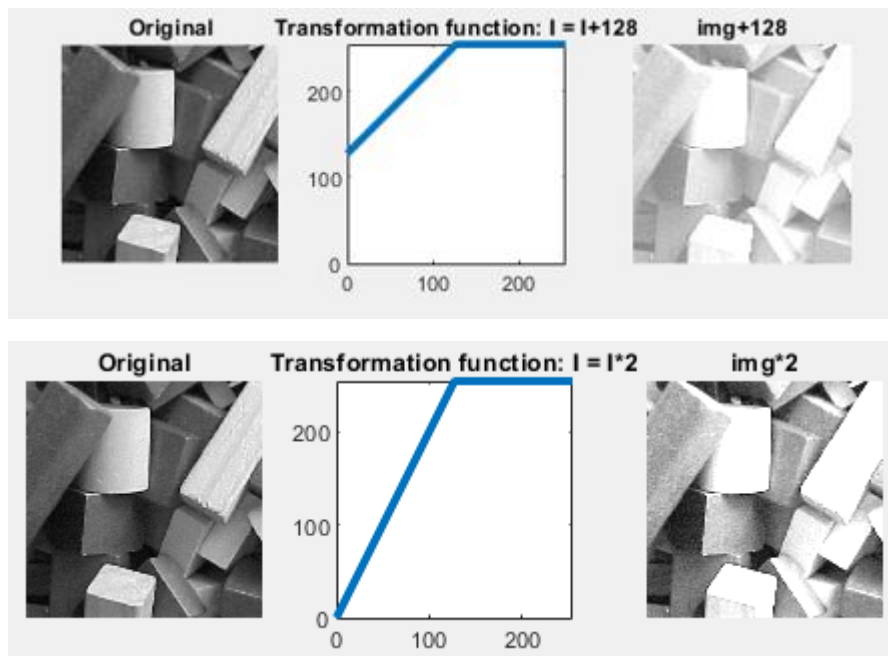 Original Transformation function: I = I+128 img+128
200
100
0
0 100 200
Original Transformation function: I = I*2 img*2
200
100
0
0 100 200